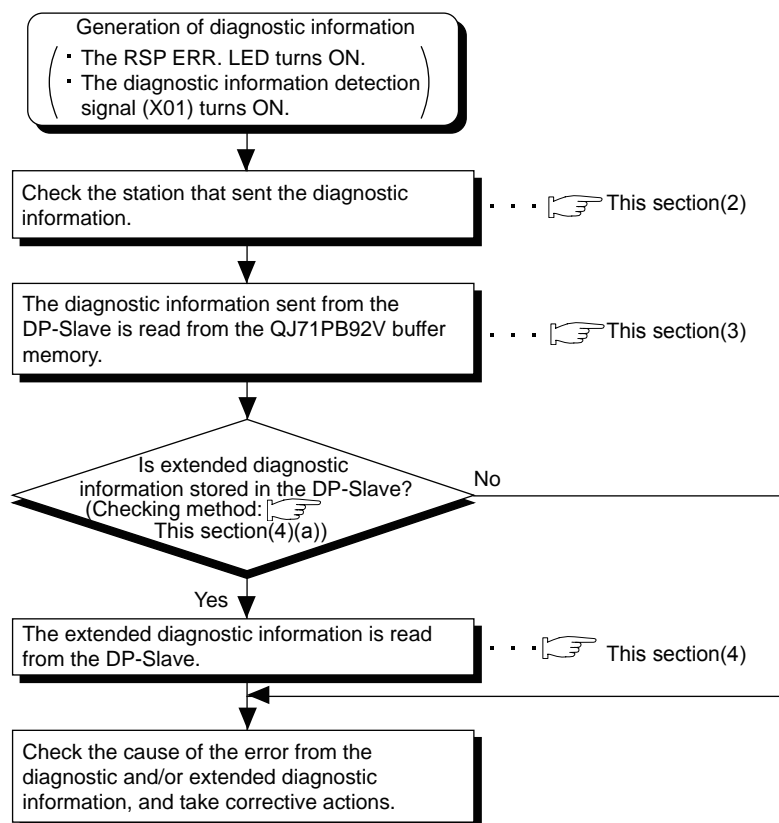 Generation of diagnostic information
· The RSP ERR. LED turns ON.
· The diagnostic information detection
signal (X01) turns ON.
Check the station that sent the diagnostic
information.
· · · This section(2)
The diagnostic information sent from the
DP-Slave is read from the QJ71PB92V buffer
memory.
· · · This section(3)
Is extended diagnostic
information stored in the DP-Slave?
(Checking method:
This section(4)(a))
No
Yes
The extended diagnostic information is read
from the DP-Slave.
· · · This section(4)
Check the cause of the error from the
diagnostic and/or extended diagnostic
information, and take corrective actions.